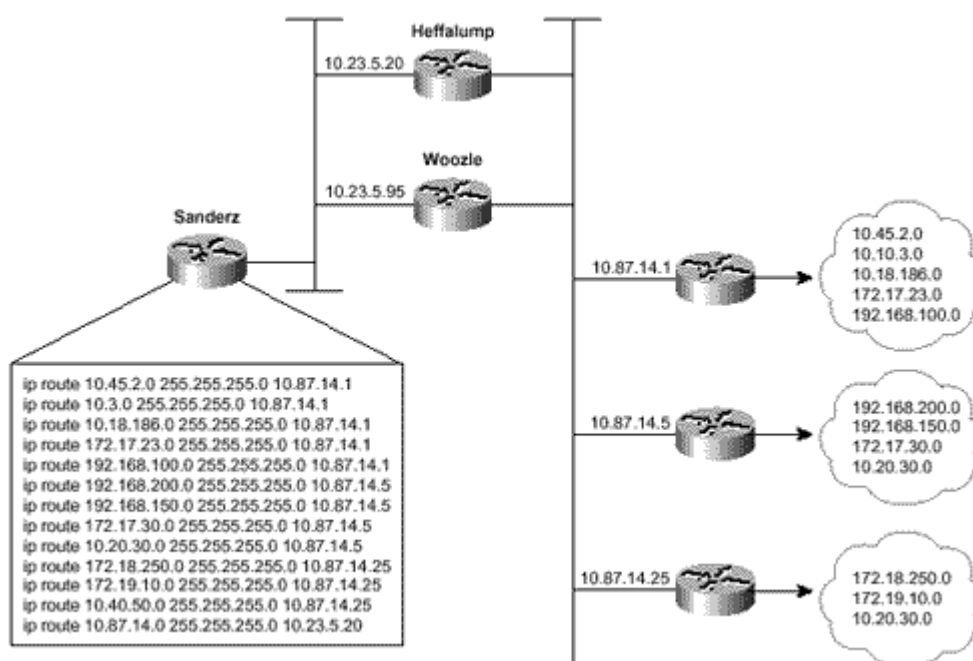 Heffalump
10.23.5.20
Woozle
10.23.5.95
Sanderz
ip route 10.45.2.0 255.255.255.0 10.87.14.1
ip route 10.3.0 255.255.255.0 10.87.14.1
ip route 10.18.186.0 255.255.255.0 10.87.14.1
ip route 172.17.23.0 255.255.255.0 10.87.14.1
ip route 192.168.100.0 255.255.255.0 10.87.14.1
ip route 192.168.200.0 255.255.255.0 10.87.14.5
ip route 192.168.150.0 255.255.255.0 10.87.14.5
ip route 172.17.30.0 255.255.255.0 10.87.14.5
ip route 10.20.30.0 255.255.255.0 10.87.14.5
ip route 172.18.250.0 255.255.255.0 10.87.14.25
ip route 172.19.10.0 255.255.255.0 10.87.14.25
ip route 10.40.50.0 255.255.255.0 10.87.14.25
ip route 10.87.14.0 255.255.255.0 10.23.5.20
10.87.14.1
10.45.2.0
10.10.3.0
10.18.186.0
172.17.23.0
192.168.100.0
10.87.14.5
192.168.200.0
192.168.150.0
172.17.30.0
10.20.30.0
10.87.14.25
172.18.250.0
172.19.10.0
10.20.30.0